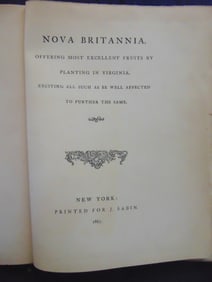 NOVA BRITANNIA.
OFFERING MOST EXCELLENT FRUITS BY
PLANTING IN VIRGINIA.
EXCITING ALL SUCH AS BE WELL AFFECTED
TO FURTHER THE SAME.
NEW YORK:
PRINTED FOR J. SABIN.
1867.